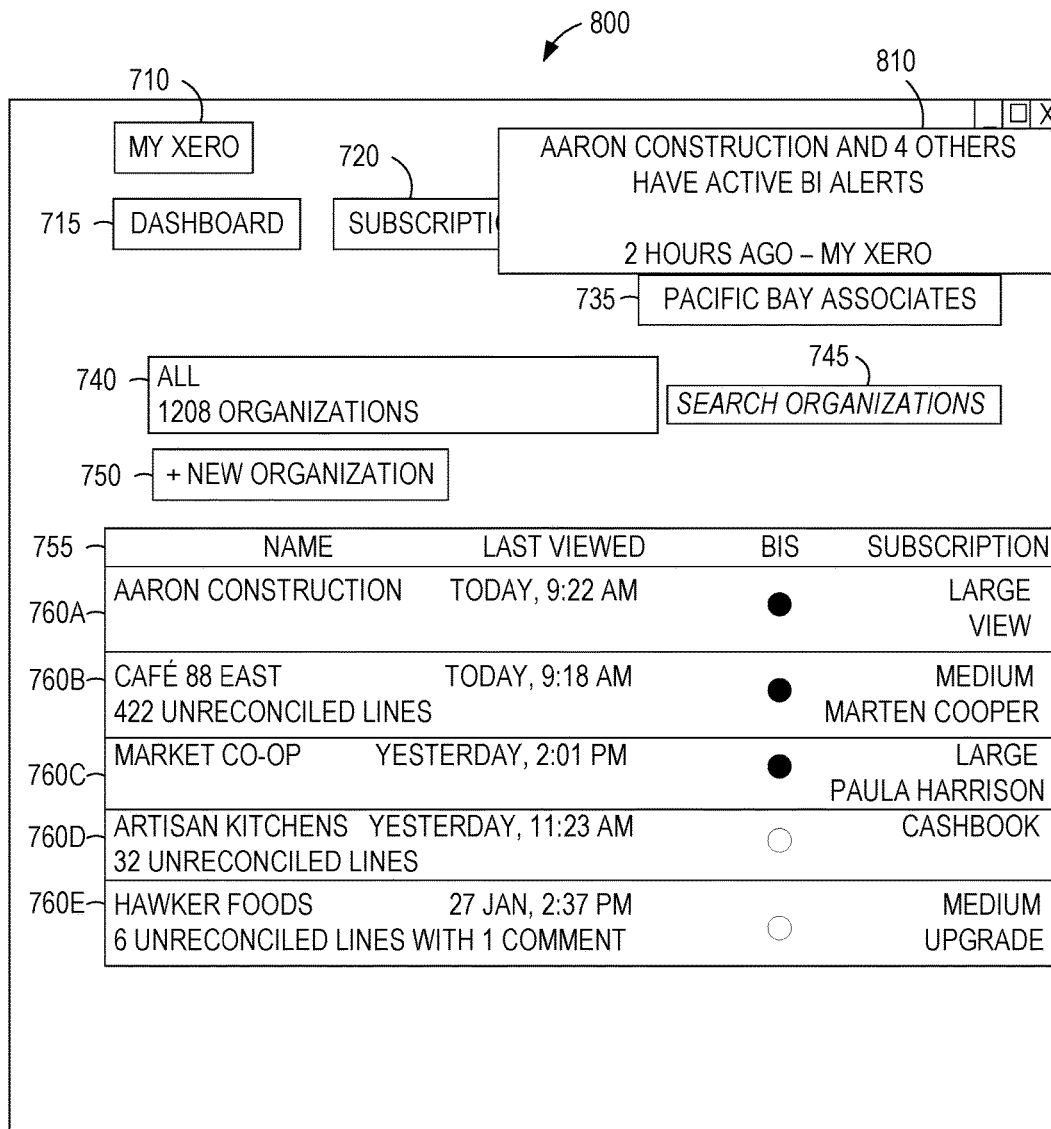 800
710
810
MY XERO
_ X
AARON CONSTRUCTION AND 4 OTHERS
HAVE ACTIVE BI ALERTS
2 HOURS AGO – MY XERO
720
715
DASHBOARD
SUBSCRIPTI
735
PACIFIC BAY ASSOCIATES
740
ALL
1208 ORGANIZATIONS
745
SEARCH ORGANIZATIONS
750
+ NEW ORGANIZATION
755
NAME LAST VIEWED BIS SUBSCRIPTION
760A
AARON CONSTRUCTION TODAY, 9:22 AM LARGE
VIEW
760B
CAFÉ 88 EAST TODAY, 9:18 AM MEDIUM
422 UNRECONCILED LINES MARTEN COOPER
760C
MARKET CO-OP YESTERDAY, 2:01 PM LARGE
PAULA HARRISON
760D
ARTISAN KITCHENS YESTERDAY, 11:23 AM CASHBOOK
32 UNRECONCILED LINES
760E
HAWKER FOODS 27 JAN, 2:37 PM MEDIUM
6 UNRECONCILED LINES WITH 1 COMMENT UPGRADE